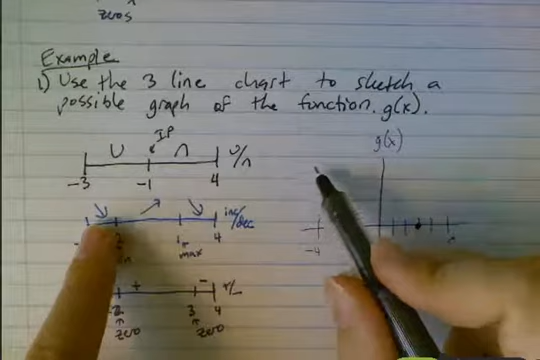 zeros
Example
1) Use the 3 line chart to sketch a
possible graph of the function. g(x).
IP
∪ ∩ ∪/∩
-3 -1 4
g(x)
inc/dec
4
max
-4
+ - +/-
3 4
zero zero